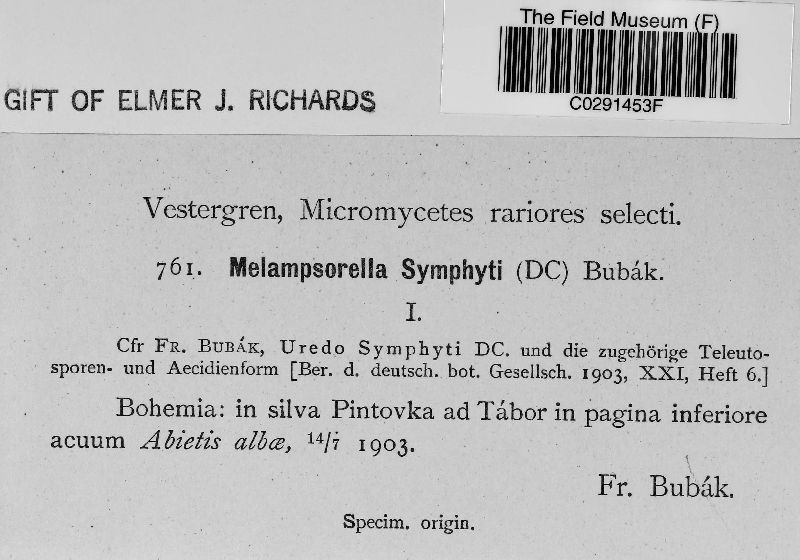 The Field Museum (F)
C0291453F
GIFT OF ELMER J. RICHARDS
Vestergren, Micromycetes rariores selecti.
761. Melampsorella Symphyti (DC) Bubák.
I.
Cfr FR. BUBÁK, Uredo Symphyti DC. und die zugehörige Teleuto-
sporen- und Aecidienform [Ber. d. deutsch. bot. Gesellsch. 1903, XXI, Heft 6.]
Bohemia: in silva Pintovka ad Tábor in pagina inferiore
acuum Abietis albæ, 14/7 1903.
Fr. Bubák.
Specim. origin.